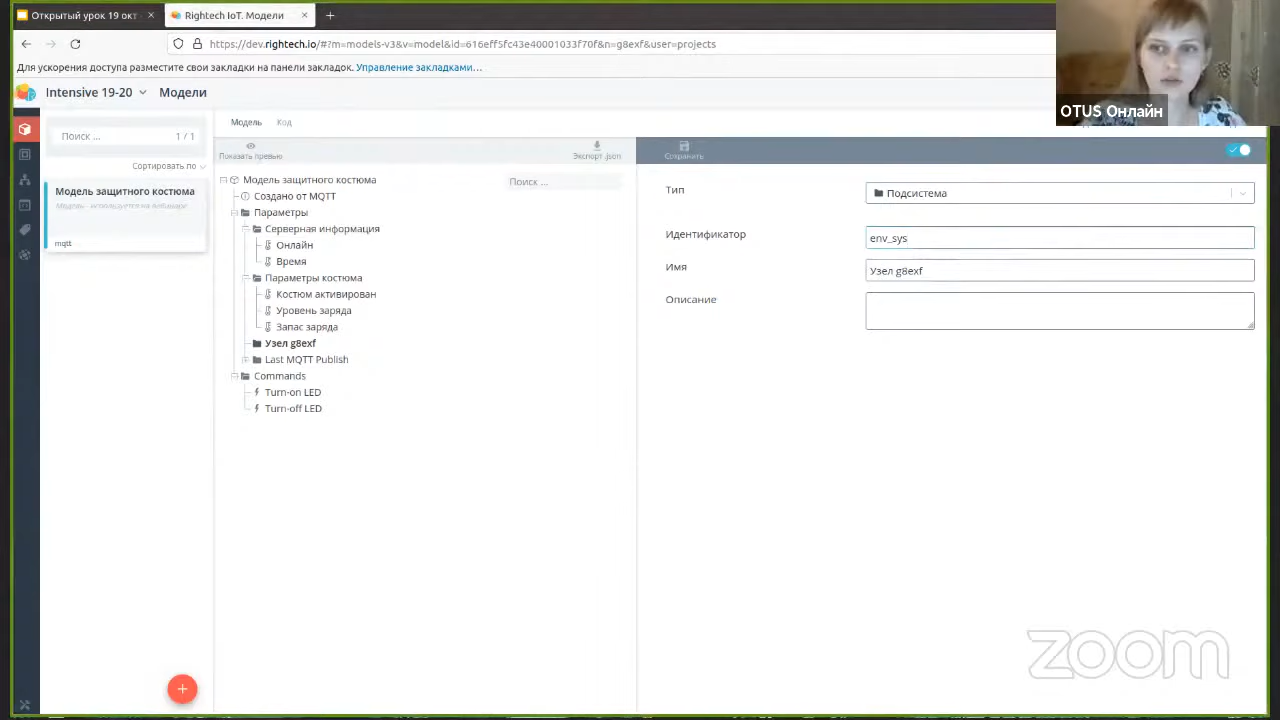 Открытый урок 19 окт
Rightech IoT. Модели
https://dev.rightech.io/#?m=models-v3&v=model&id=616eff5fc43e40001033f70f&n=g8exf&user=projects
Для ускорения доступа разместите свои закладки на панели закладок. Управление закладками…
Intensive 19-20
Модели
OTUS Онлайн
Поиск ...
1 / 1
Сортировать по
Модель защитного костюма
Модель - используется на вебинаре
mqtt
Модель
Код
Показать превью
Экспорт .json
Поиск ...
Модель защитного костюма
Создано от MQTT
Параметры
Серверная информация
Онлайн
Время
Параметры костюма
Костюм активирован
Уровень заряда
Запас заряда
Узел g8exf
Last MQTT Publish
Commands
Turn-on LED
Turn-off LED
Сохранить
Тип
Подсистема
Идентификатор
env_sys
Имя
Узел g8exf
Описание
zoom